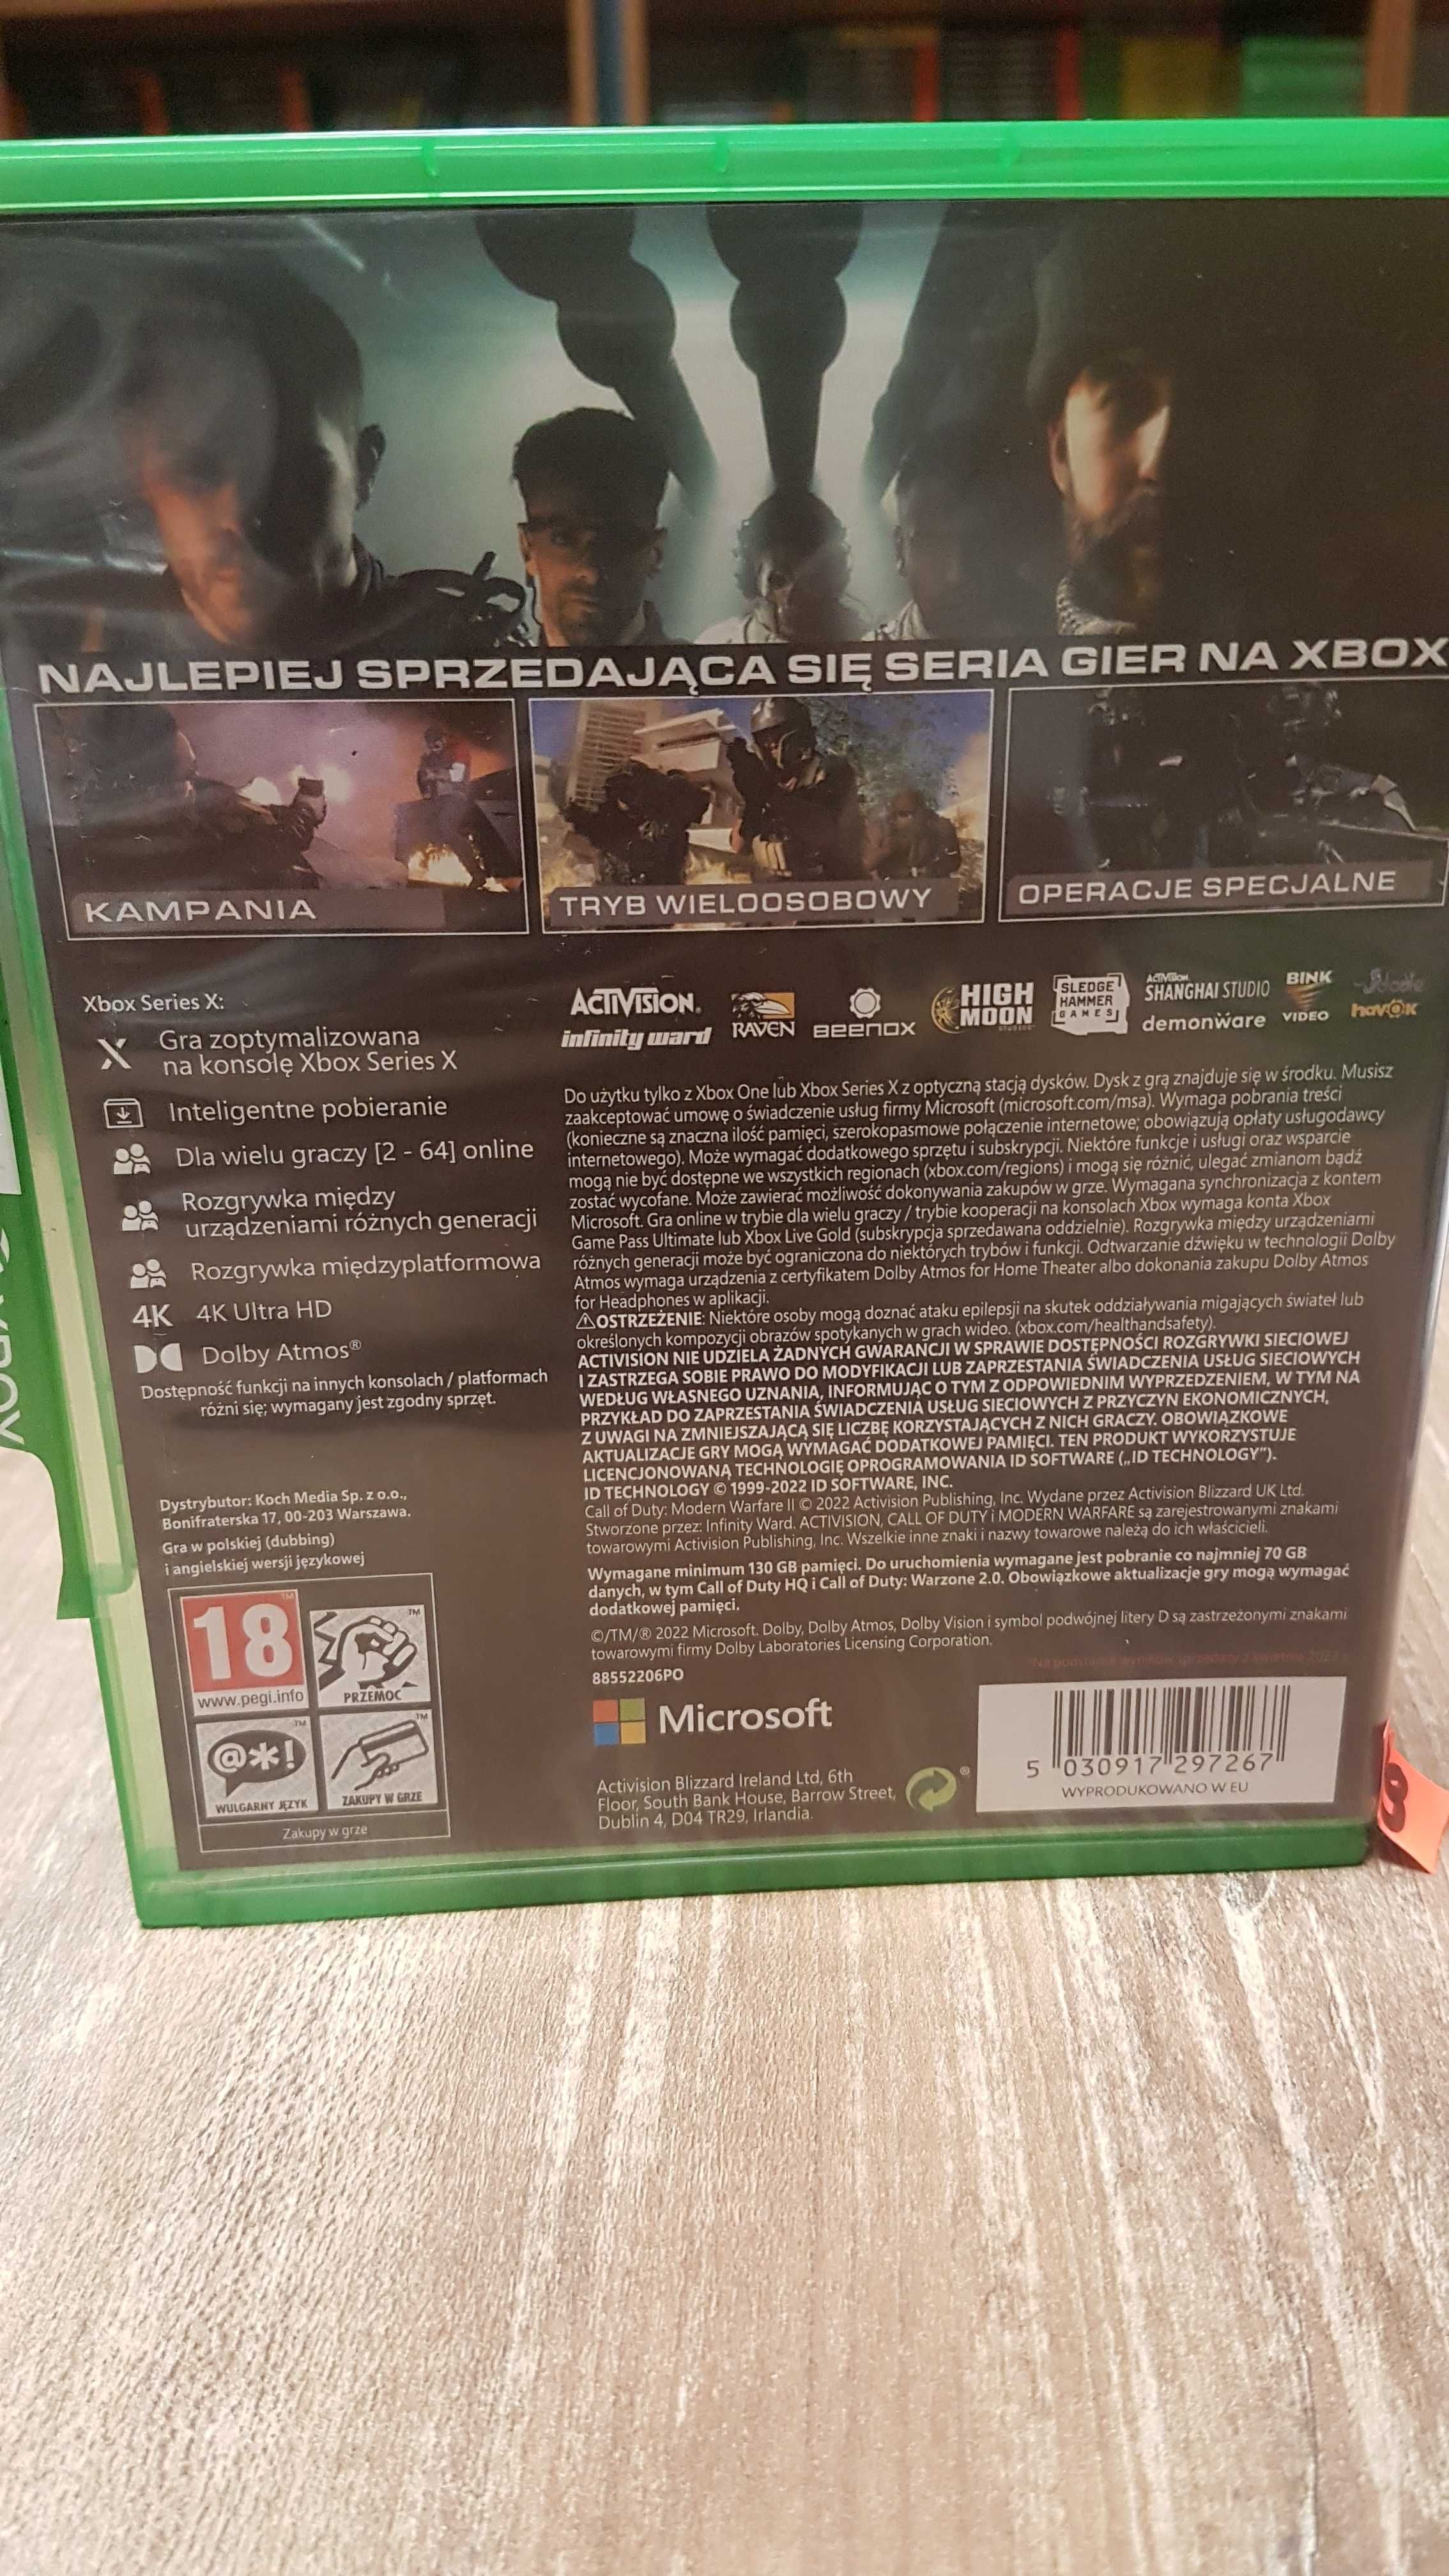 NAJLEPIEJ SPRZEDAJĄCA SIĘ SERIA GIER NA XBOX
KAMPANIA
TRYB WIELOOSOBOWY
OPERACJE SPECJALNE
Xbox Series X:
Gra zoptymalizowana
na konsolę Xbox Series X
Inteligentne pobieranie
Dla wielu graczy [2 - 64] online
Rozgrywka między
urządzeniami różnych generacji
Rozgrywka międzyplatformowa
4K 4K Ultra HD
Dolby Atmos®
Dostępność funkcji na innych konsolach / platformach
różni się; wymagany jest zgodny sprzęt.
Dystrybutor: Koch Media Sp. z o.o.,
Bonifraterska 17, 00-203 Warszawa.
Gra w polskiej (dubbing)
i angielskiej wersji językowej
18
www.pegi.info
PRZEMOC
@*!
WULGARNY JĘZYK
ZAKUPY W GRZE
Zakupy w grze
ACTIVISION
infinity ward
RAVEN
BEENOX
HIGH
MOON
STUDIOS
SLEDGE
HAMMER
GAMES
ACTIVISION
SHANGHAI STUDIO
demonware
BINK
VIDEO
havok
Do użytku tylko z Xbox One lub Xbox Series X z optyczną stacją dysków. Dysk z grą znajduje się w środku. Musisz
zaakceptować umowę o świadczenie usług firmy Microsoft (microsoft.com/msa). Wymaga pobrania treści
(konieczne są znaczna ilość pamięci, szerokopasmowe połączenie internetowe; obowiązują opłaty usługodawcy
internetowego). Może wymagać dodatkowego sprzętu i subskrypcji. Niektóre funkcje i usługi oraz wsparcie
mogą nie być dostępne we wszystkich regionach (xbox.com/regions) i mogą się różnić, ulegać zmianom bądź
zostać wycofane. Może zawierać możliwość dokonywania zakupów w grze. Wymagana synchronizacja z kontem
Microsoft. Gra online w trybie dla wielu graczy / trybie kooperacji na konsolach Xbox wymaga konta Xbox
Game Pass Ultimate lub Xbox Live Gold (subskrypcja sprzedawana oddzielnie). Rozgrywka między urządzeniami
różnych generacji może być ograniczona do niektórych trybów i funkcji. Odtwarzanie dźwięku w technologii Dolby
Atmos wymaga urządzenia z certyfikatem Dolby Atmos for Home Theater albo dokonania zakupu Dolby Atmos
for Headphones w aplikacji.
⚠OSTRZEŻENIE: Niektóre osoby mogą doznać ataku epilepsji na skutek oddziaływania migających świateł lub
określonych kompozycji obrazów spotykanych w grach wideo. (xbox.com/healthandsafety).
ACTIVISION NIE UDZIELA ŻADNYCH GWARANCJI W SPRAWIE DOSTĘPNOŚCI ROZGRYWKI SIECIOWEJ
I ZASTRZEGA SOBIE PRAWO DO MODYFIKACJI LUB ZAPRZESTANIA ŚWIADCZENIA USŁUG SIECIOWYCH
WEDŁUG WŁASNEGO UZNANIA, INFORMUJĄC O TYM Z ODPOWIEDNIM WYPRZEDZENIEM, W TYM NA
PRZYKŁAD DO ZAPRZESTANIA ŚWIADCZENIA USŁUG SIECIOWYCH Z PRZYCZYN EKONOMICZNYCH,
Z UWAGI NA ZMNIEJSZAJĄCĄ SIĘ LICZBĘ KORZYSTAJĄCYCH Z NICH GRACZY. OBOWIĄZKOWE
AKTUALIZACJE GRY MOGĄ WYMAGAĆ DODATKOWEJ PAMIĘCI. TEN PRODUKT WYKORZYSTUJE
LICENCJONOWANĄ TECHNOLOGIĘ OPROGRAMOWANIA ID SOFTWARE („ID TECHNOLOGY”).
ID TECHNOLOGY © 1999-2022 ID SOFTWARE, INC.
Call of Duty: Modern Warfare II © 2022 Activision Publishing, Inc. Wydane przez Activision Blizzard UK Ltd.
Stworzone przez: Infinity Ward. ACTIVISION, CALL OF DUTY i MODERN WARFARE są zarejestrowanymi znakami
towarowymi Activision Publishing, Inc. Wszelkie inne znaki i nazwy towarowe należą do ich właścicieli.
Wymagane minimum 130 GB pamięci. Do uruchomienia wymagane jest pobranie co najmniej 70 GB
danych, w tym Call of Duty HQ i Call of Duty: Warzone 2.0. Obowiązkowe aktualizacje gry mogą wymagać
dodatkowej pamięci.
©/TM/® 2022 Microsoft. Dolby, Dolby Atmos, Dolby Vision i symbol podwójnej litery D są zastrzeżonymi znakami
towarowymi firmy Dolby Laboratories Licensing Corporation.
*Na podstawie wyników sprzedaży z kwietnia 2022 r.
88552206PO
Microsoft
Activision Blizzard Ireland Ltd, 6th
Floor, South Bank House, Barrow Street,
Dublin 4, D04 TR29, Irlandia.
5 030917 297267
WYPRODUKOWANO W EU